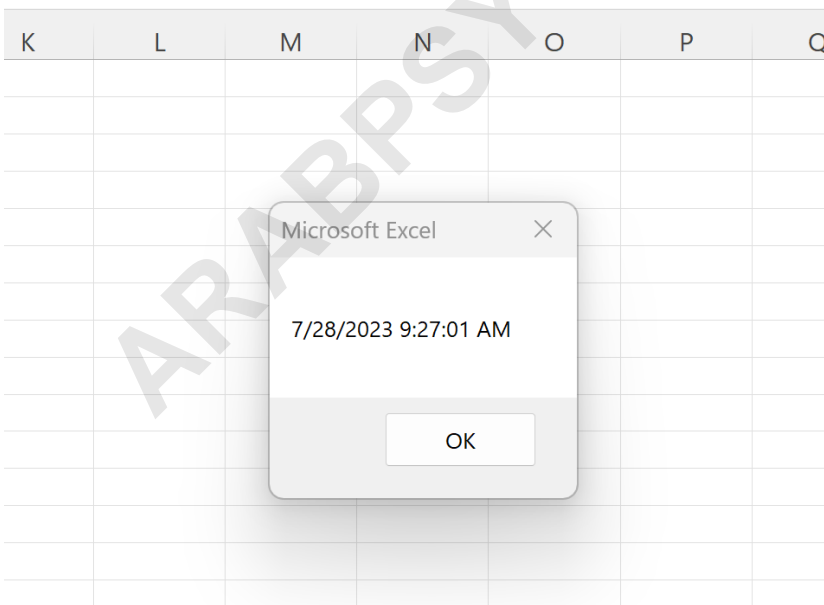 K L M N O P Q
Microsoft Excel
7/28/2023 9:27:01 AM
OK
ARABPSY